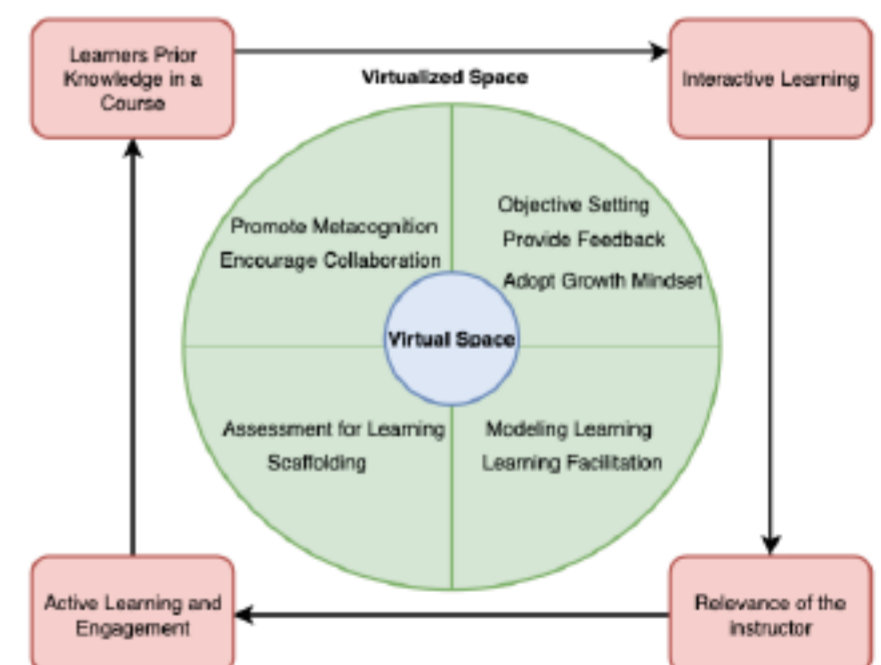 Learners Prior
Knowledge in a
Course
Virtualized Space
Interactive Learning
Promote Metacognition
Encourage Collaboration
Objective Setting
Provide Feedback
Adopt Growth Mindset
Virtual Space
Assessment for Learning
Scaffolding
Modeling Learning
Learning Facilitation
Active Learning and
Engagement
Relevance of the
instructor